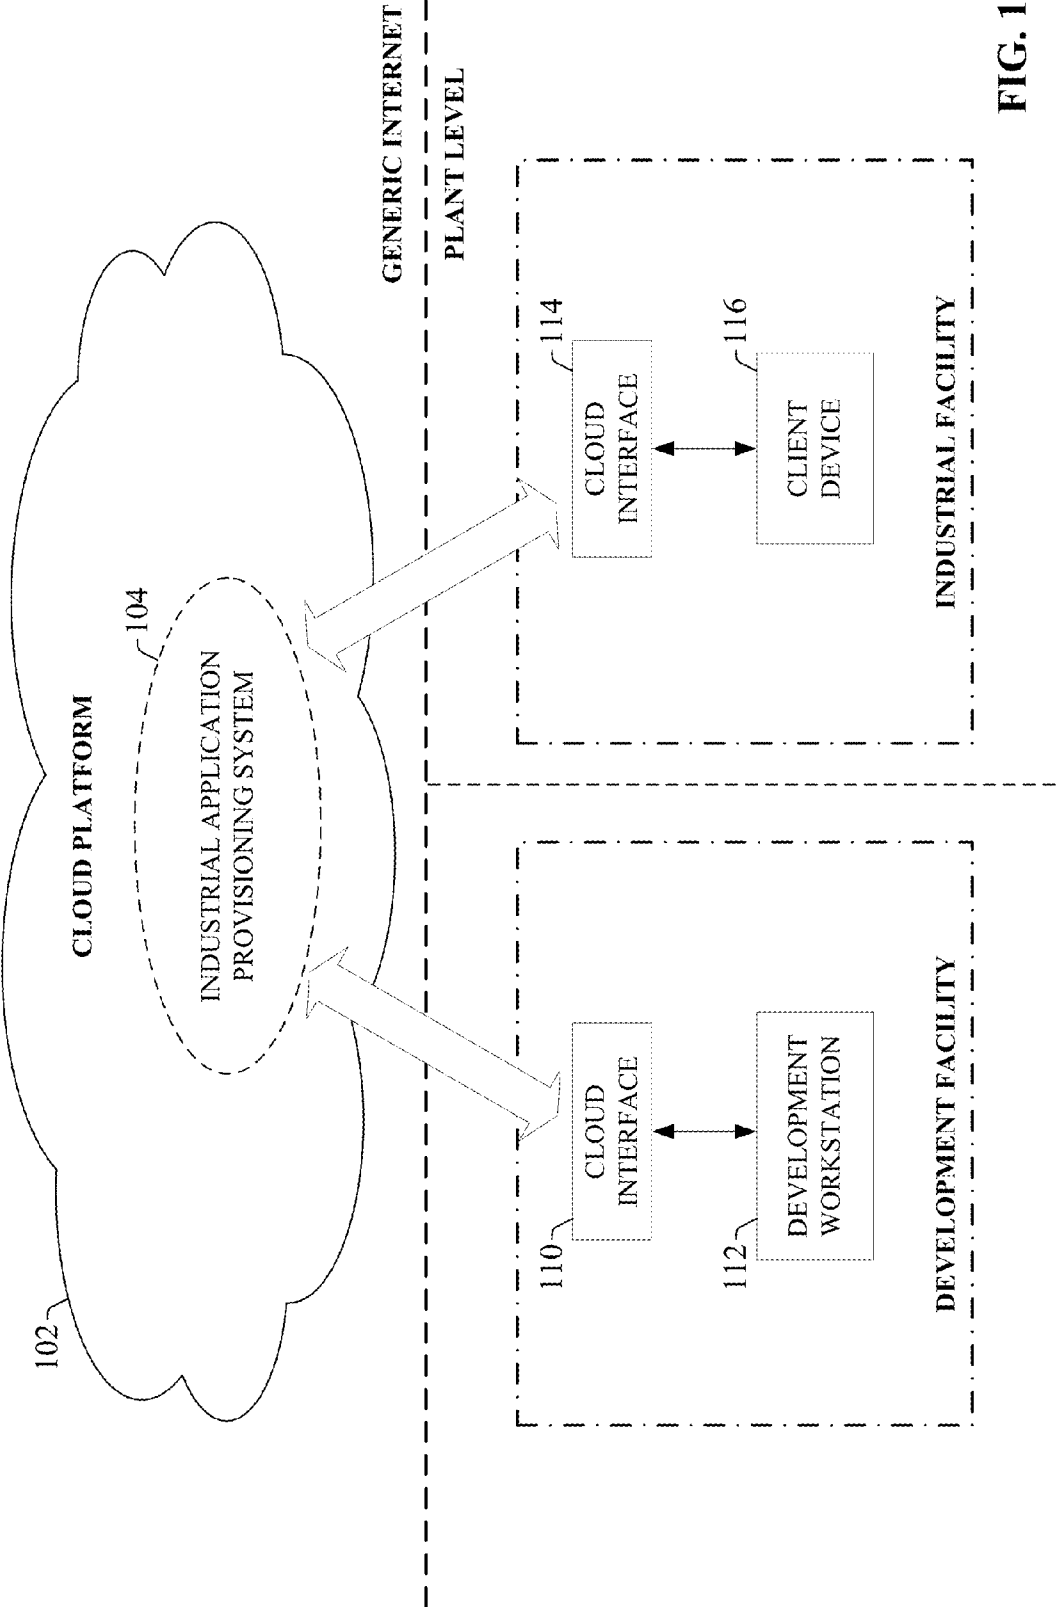 102
CLOUD PLATFORM
104
INDUSTRIAL APPLICATION
PROVISIONING SYSTEM
GENERIC INTERNET
PLANT LEVEL
110
CLOUD
INTERFACE
112
DEVELOPMENT
WORKSTATION
DEVELOPMENT FACILITY
114
CLOUD
INTERFACE
116
CLIENT
DEVICE
INDUSTRIAL FACILITY
FIG. 1